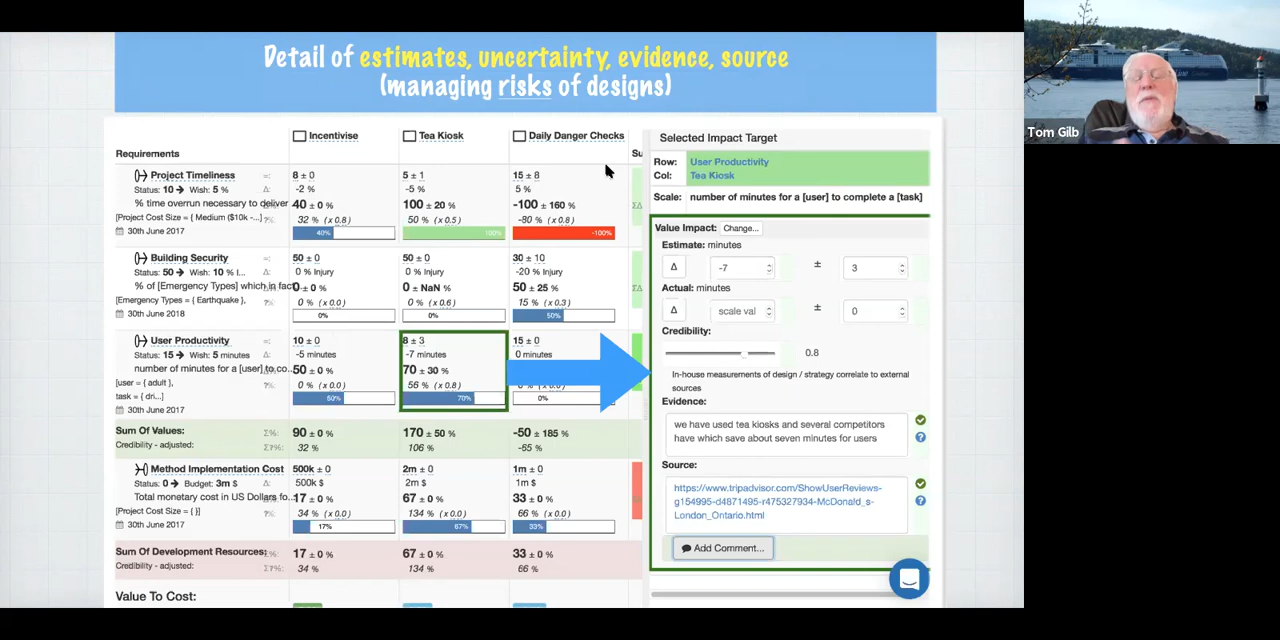 Detail of estimates, uncertainty, evidence, source
(managing risks of designs)
Tom Gilb
Requirements
Incentivise
Tea Kiosk
Daily Danger Checks
Su
Project Timeliness
Status: 10 → Wish: 5 %
% time overrun necessary to deliver
[Project Cost Size = { Medium ($10k -...]
30th June 2017
=:
Δ:
?%:
8 ± 0
-2 %
40 ± 0 %
32 % (x 0.8)
40%
5 ± 1
-5 %
100 ± 20 %
50 % (x 0.5)
100%
15 ± 8
5 %
-100 ± 160 %
-80 % (x 0.8)
-100%
ΣΔ
Building Security
Status: 50 → Wish: 10 % I...
% of [Emergency Types] which in fact
[Emergency Types = { Earthquake },
30th June 2018
=:
Δ:
?%:
50 ± 0
0 % Injury
0 ± 0 %
0 % (x 0.0)
0%
50 ± 0
0 % Injury
0 ± NaN %
0 % (x 0.6)
0%
30 ± 10
-20 % Injury
50 ± 25 %
15 % (x 0.3)
50%
ΣΔ
User Productivity
Status: 15 → Wish: 5 minutes
number of minutes for a [user] to co...
[user = { adult },
task = { dri...]
30th June 2017
=:
Δ:
?%:
10 ± 0
-5 minutes
50 ± 0 %
0 % (x 0.0)
50%
8 ± 3
-7 minutes
70 ± 30 %
56 % (x 0.8)
70%
15 ± 0
0 minutes
0 % (x 0.0)
0%
Sum Of Values:
Credibility - adjusted:
Σ%:
Σ?%:
90 ± 0 %
32 %
170 ± 50 %
106 %
-50 ± 185 %
-65 %
Method Implementation Cost
Status: 0 → Budget: 3m $
Total monetary cost in US Dollars fo...
[Project Cost Size = { }]
30th June 2017
=:
Δ:
?%:
500k ± 0
500k $
17 ± 0 %
34 % (x 0.0)
17%
2m ± 0
2m $
67 ± 0 %
134 % (x 0.0)
67%
1m ± 0
1m $
33 ± 0 %
66 % (x 0.0)
33%
Sum Of Development Resources:
Credibility - adjusted:
Σ%:
Σ?%:
17 ± 0 %
34 %
67 ± 0 %
134 %
33 ± 0 %
66 %
Value To Cost:
Selected Impact Target
Row: User Productivity
Col: Tea Kiosk
Scale: number of minutes for a [user] to complete a [task]
Value Impact: Change...
Estimate: minutes
Δ -7 ± 3
Actual: minutes
Δ scale val ± 0
Credibility:
0.8
In-house measurements of design / strategy correlate to external
sources
Evidence:
we have used tea kiosks and several competitors
have which save about seven minutes for users
Source:
https://www.tripadvisor.com/ShowUserReviews-
g154995-d4871495-r475327934-McDonald_s-
London_Ontario.html
Add Comment...